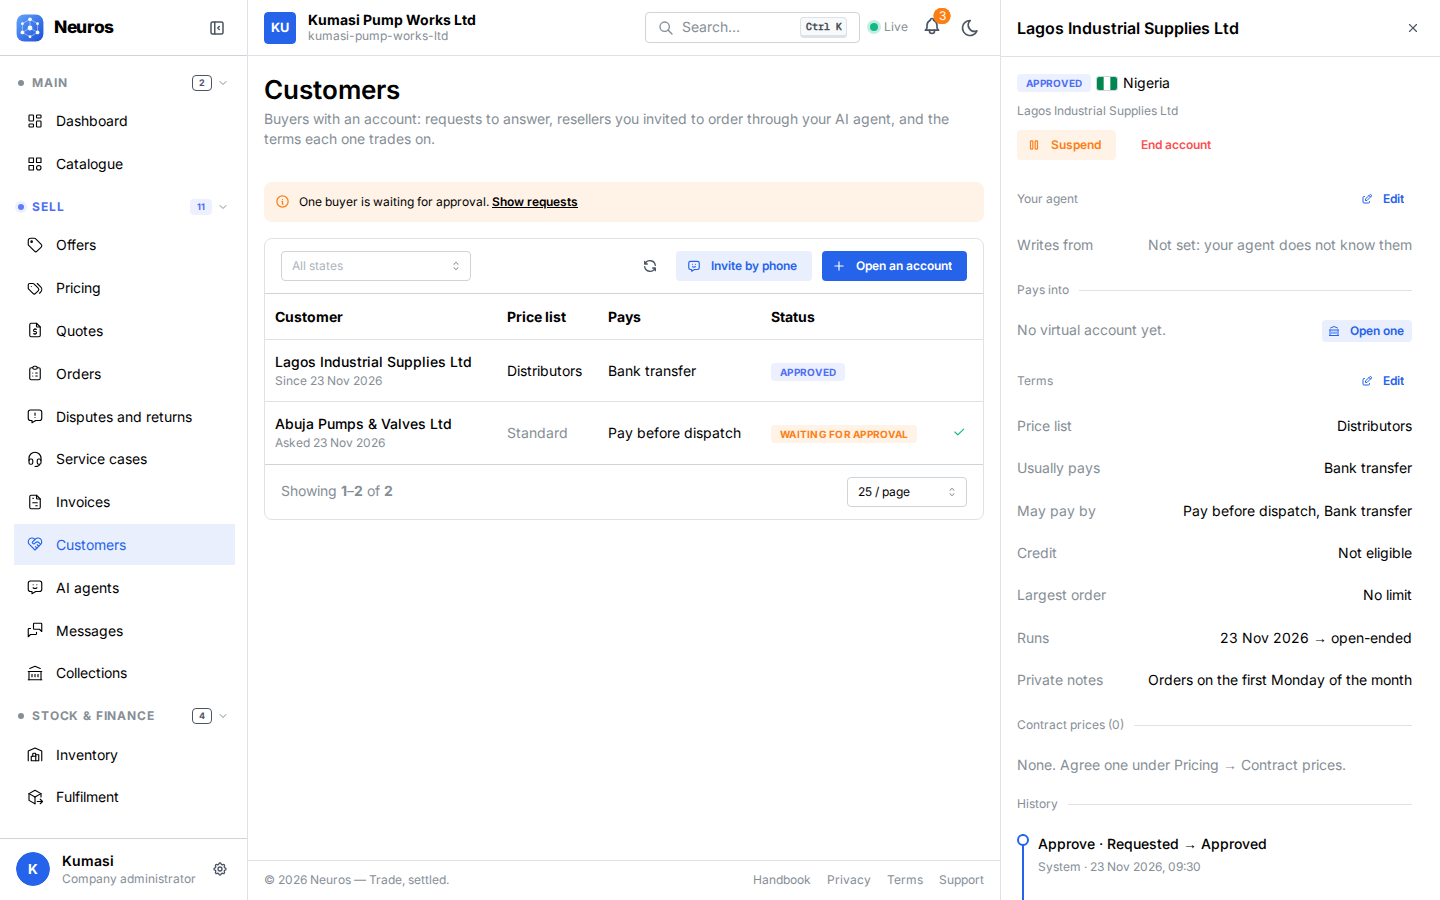 Neuros
MAIN
2
Dashboard
Catalogue
SELL
11
Offers
Pricing
Quotes
Orders
Disputes and returns
Service cases
Invoices
Customers
AI agents
Messages
Collections
STOCK & FINANCE
4
Inventory
Fulfilment
K
Kumasi
Company administrator
KU
Kumasi Pump Works Ltd
kumasi-pump-works-ltd
Search...
Ctrl K
Live
3
Customers
Buyers with an account: requests to answer, resellers you invited to order through your AI agent, and the
terms each one trades on.
One buyer is waiting for approval. Show requests
All states
Invite by phone
Open an account
Customer Price list Pays Status
Lagos Industrial Supplies Ltd Distributors Bank transfer APPROVED
Since 23 Nov 2026
Abuja Pumps & Valves Ltd Standard Pay before dispatch WAITING FOR APPROVAL
Asked 23 Nov 2026
Showing 1–2 of 2
25 / page
© 2026 Neuros — Trade, settled.
Handbook Privacy Terms Support
Lagos Industrial Supplies Ltd
APPROVED Nigeria
Lagos Industrial Supplies Ltd
Suspend End account
Your agent Edit
Writes from Not set: your agent does not know them
Pays into
No virtual account yet. Open one
Terms Edit
Price list Distributors
Usually pays Bank transfer
May pay by Pay before dispatch, Bank transfer
Credit Not eligible
Largest order No limit
Runs 23 Nov 2026 → open-ended
Private notes Orders on the first Monday of the month
Contract prices (0)
None. Agree one under Pricing → Contract prices.
History
Approve · Requested → Approved
System · 23 Nov 2026, 09:30